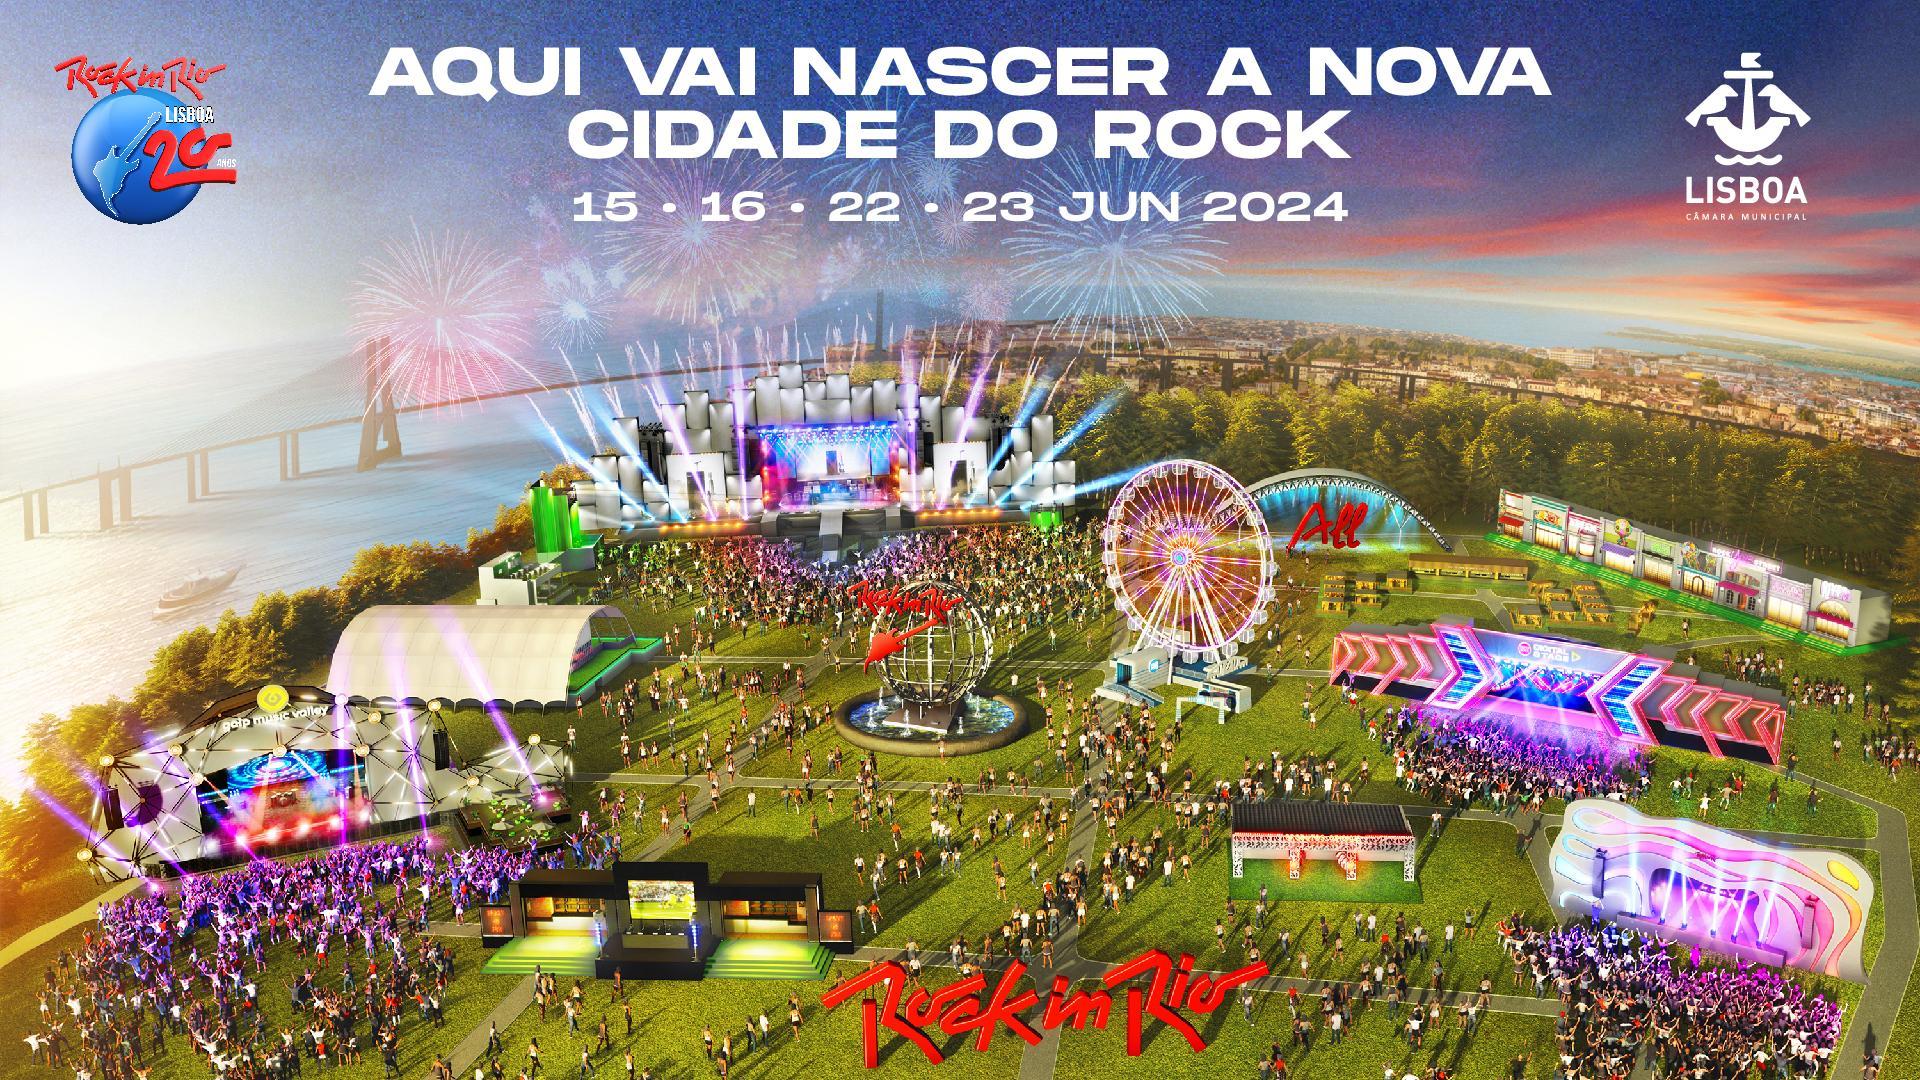 Rock in Rio
LISBOA
20
ANOS
AQUI VAI NASCER A NOVA
CIDADE DO ROCK
15 • 16 • 22 • 23 JUN 2024
LISBOA
CÂMARA MUNICIPAL
All
Rock in Rio
DIGITAL
STAGE
galp music valley
Rock in Rio